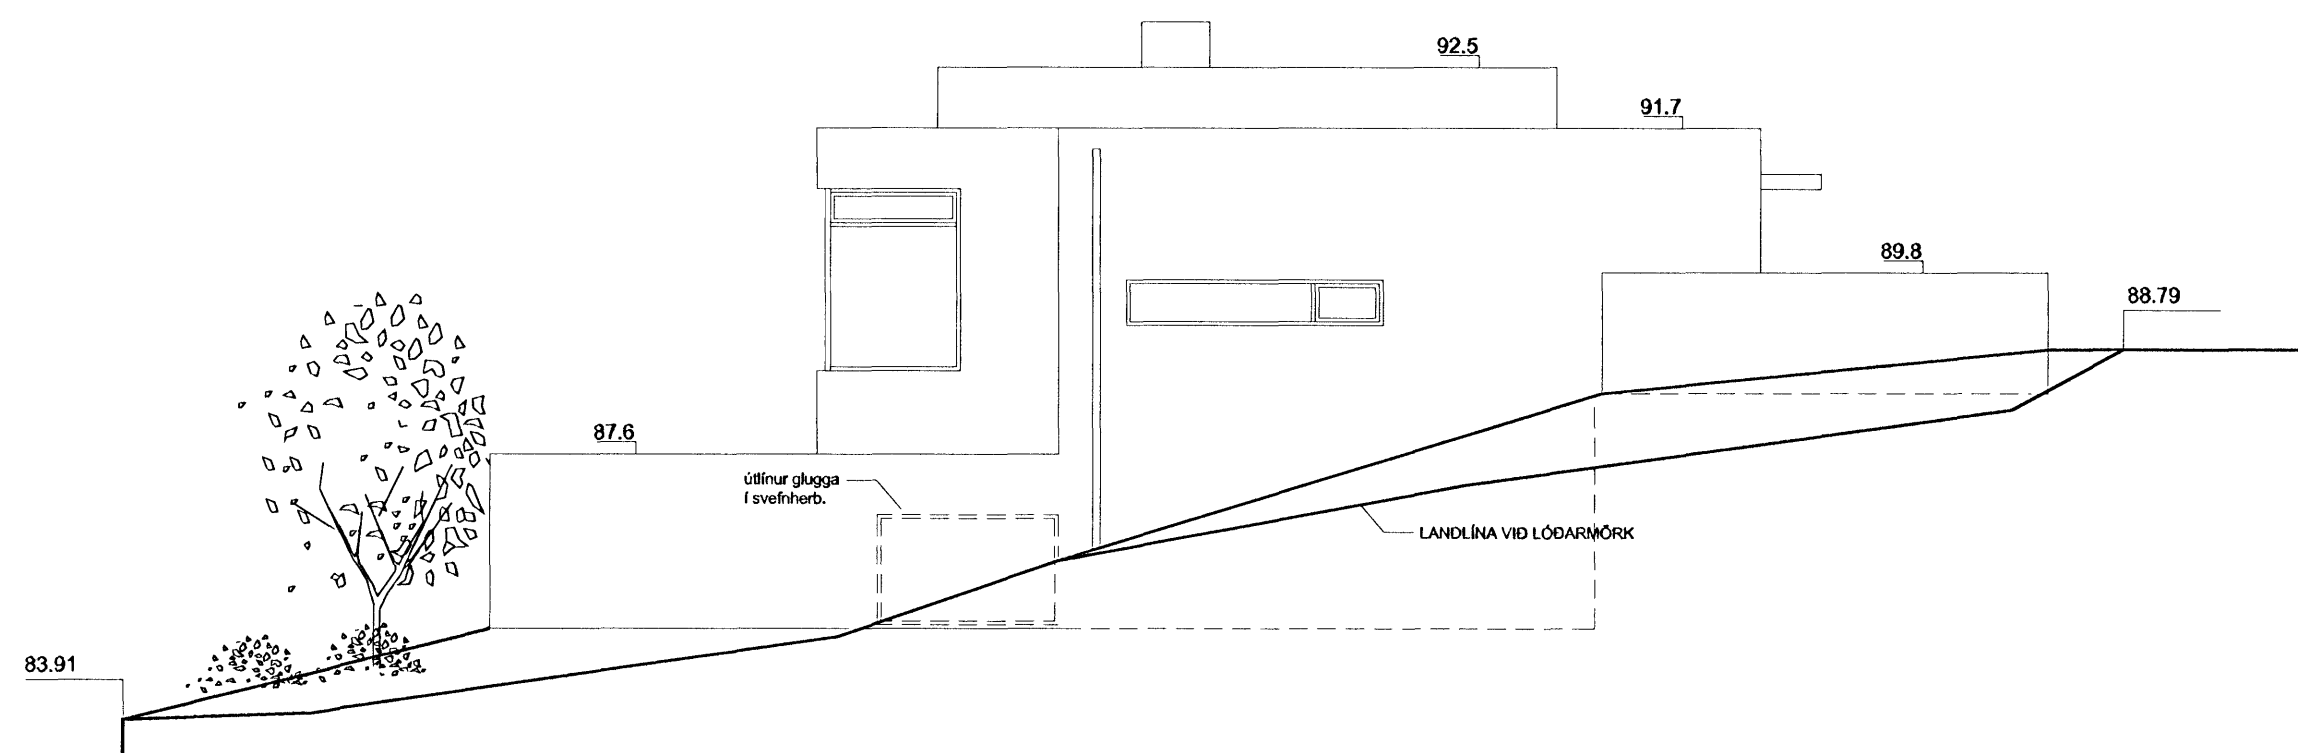 92.5
91.7
89.8
88.79
87.6
útlínur glugga
í svefnherb.
LANDLÍNA VIÐ LÓÐARMÖRK
83.91